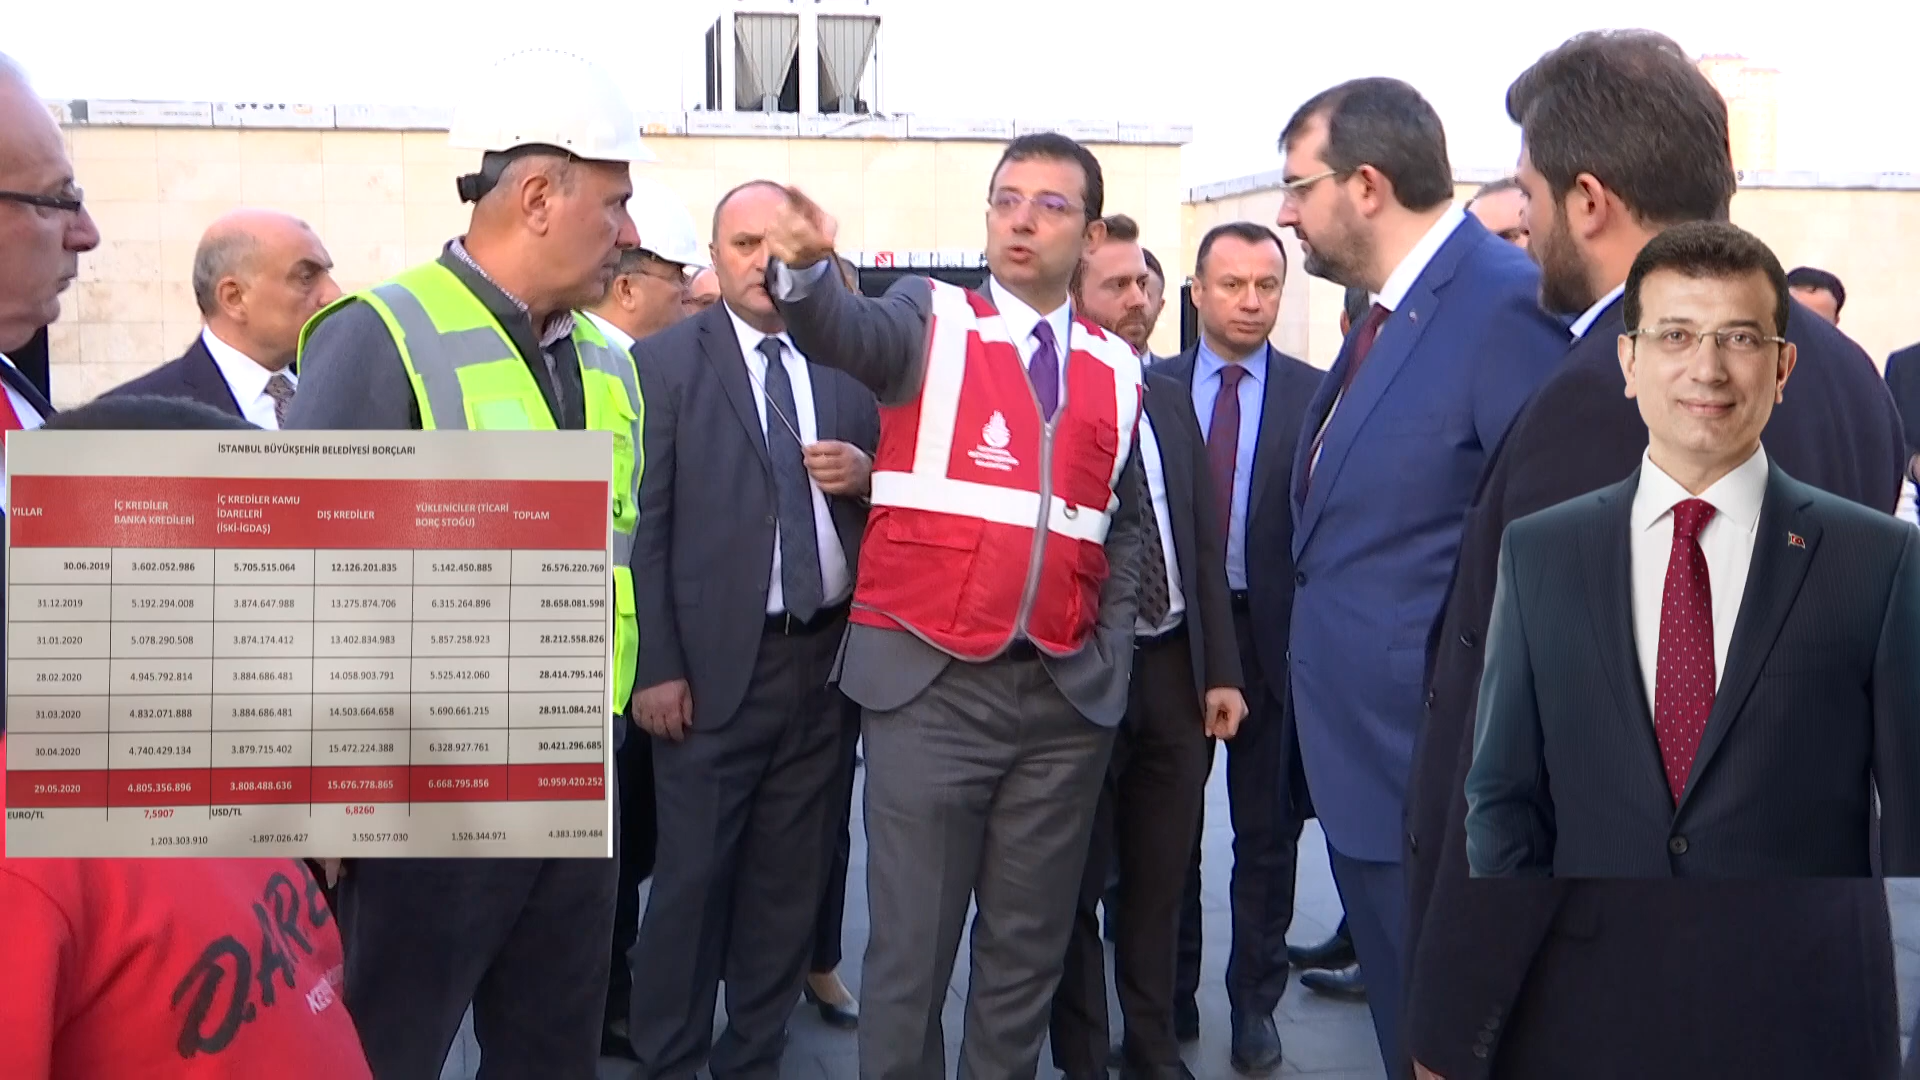 İSTANBUL BÜYÜKŞEHİR BELEDİYESİ BORÇLARI
YILLAR İÇ KREDİLER BANKA KREDİLERİ İÇ KREDİLER KAMU İDARELERİ (İSKİ-İGDAŞ) DIŞ KREDİLER YÜKLENİCİLER (TİCARİ BORÇ STOĞU) TOPLAM
30.06.2019 3.602.052.986 5.705.515.064 12.126.201.835 5.142.450.885 26.576.220.769
31.12.2019 5.192.294.008 3.874.647.988 13.275.874.706 6.315.264.896 28.658.081.598
31.01.2020 5.078.290.508 3.874.174.412 13.402.834.983 5.857.258.923 28.212.558.826
28.02.2020 4.945.792.814 3.884.686.481 14.058.903.791 5.525.412.060 28.414.795.146
31.03.2020 4.832.071.888 3.884.686.481 14.503.664.658 5.690.661.215 28.911.084.241
30.04.2020 4.740.429.134 3.879.715.402 15.472.224.388 6.328.927.761 30.421.296.685
29.05.2020 4.805.356.896 3.808.488.636 15.676.778.865 6.668.795.856 30.959.420.252
EURO/TL 7,5907 USD/TL 6,8260
1.203.303.910 -1.897.026.427 3.550.577.030 1.526.344.971 4.383.199.484